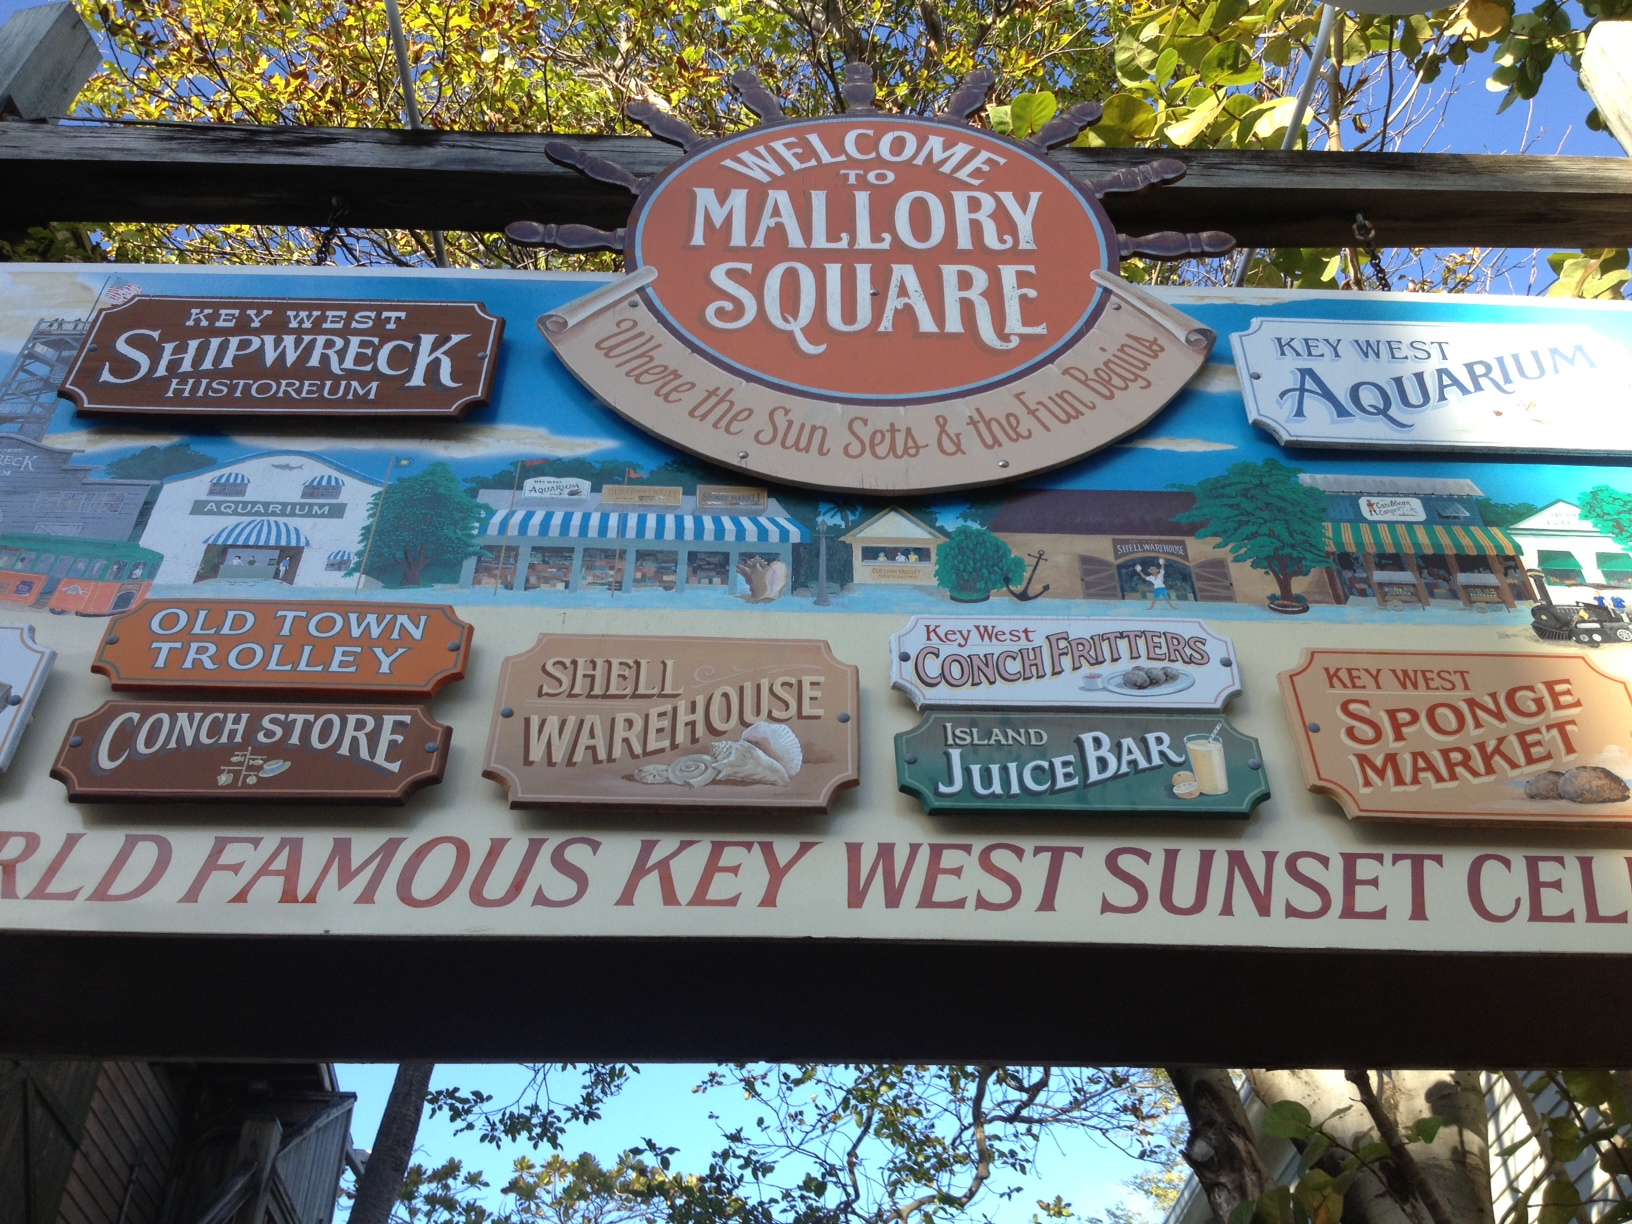 WELCOME
TO
MALLORY
SQUARE
Where the Sun Sets & the Fun Begins
KEY WEST
SHIPWRECK
HISTOREUM
KEY WEST
AQUARIUM
AQUARIUM
AQUARIUM
SHELL WAREHOUSE
OLD TOWN
TROLLEY
CONCH STORE
SHELL
WAREHOUSE
Key West
CONCH FRITTERS
ISLAND
JUICE BAR
KEY WEST
SPONGE
MARKET
RLD FAMOUS KEY WEST SUNSET CEL